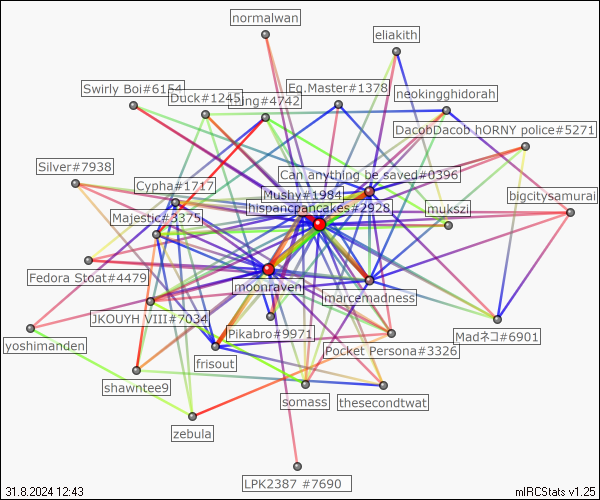 normalwan
eliakith
Swirly Boi#6154
Duck#1245
ung#4742
Eg.Master#1378
neokingghidorah
DacobDacob hORNY police#5271
Silver#7938
Cypha#1717
Can anything be saved#0396
Mushy#1984
hispancpancakes#2928
mukszi
bigcitysamurai
Majestic#3375
Fedora Stoat#4479
moonraven
marcemadness
JKOUYH VIII#7034
Pikabro#9971
Madネコ#6901
yoshimanden
frisout
Pocket Persona#3326
shawntee9
somass
thesecondtwat
zebula
LPK2387 #7690
31.8.2024 12:43
mIRCStats v1.25